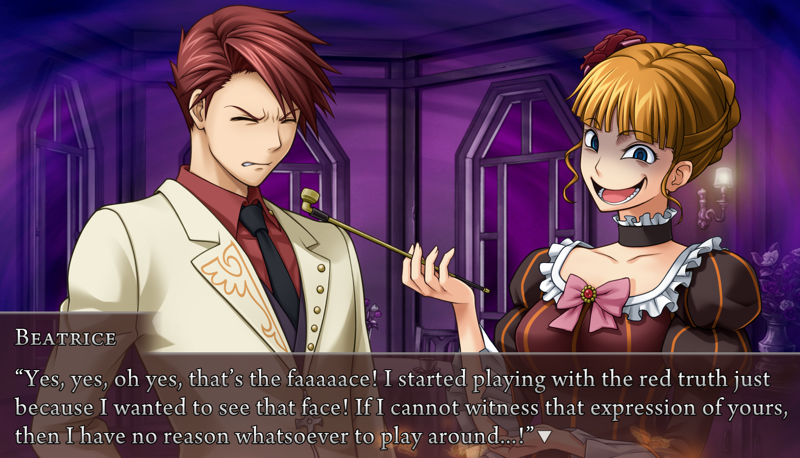 Beatrice
“Yes, yes, oh yes, that’s the faaaaace! I started playing with the red truth just
because I wanted to see that face! If I cannot witness that expression of yours,
then I have no reason whatsoever to play around...!”▼